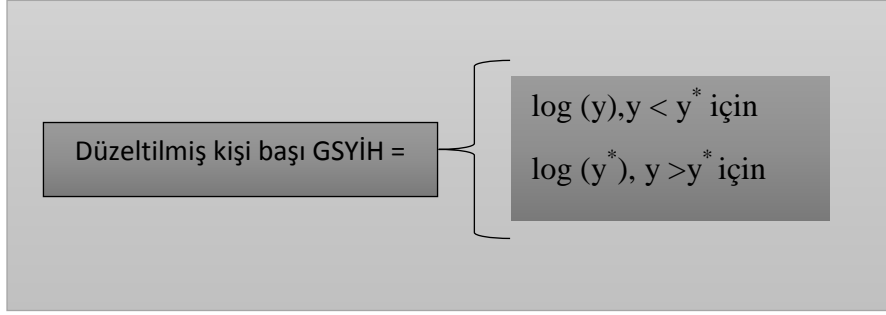 Düzeltilmiş kişi başı GSYİH =
log (y),y < y* için
log (y*), y >y* için